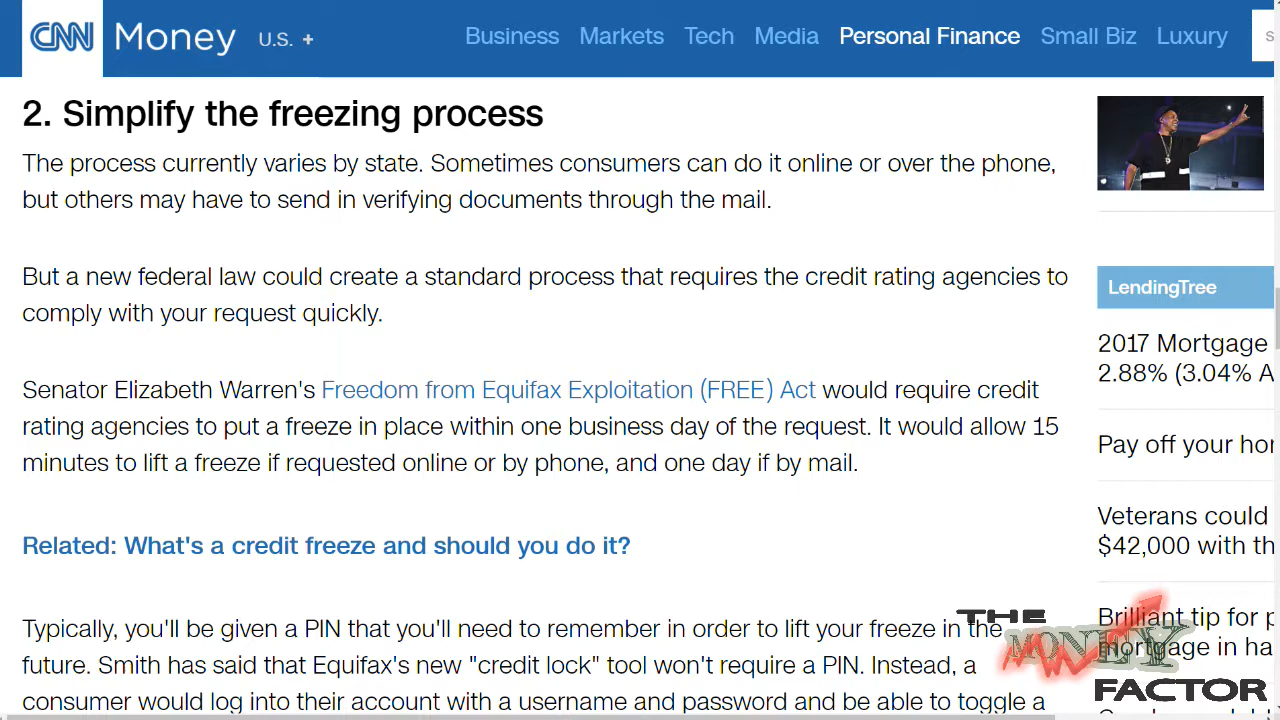 CNN Money U.S. + Business Markets Tech Media Personal Finance Small Biz Luxury
2. Simplify the freezing process
The process currently varies by state. Sometimes consumers can do it online or over the phone,
but others may have to send in verifying documents through the mail.
But a new federal law could create a standard process that requires the credit rating agencies to
comply with your request quickly.
Senator Elizabeth Warren's Freedom from Equifax Exploitation (FREE) Act would require credit
rating agencies to put a freeze in place within one business day of the request. It would allow 15
minutes to lift a freeze if requested online or by phone, and one day if by mail.
Related: What's a credit freeze and should you do it?
Typically, you'll be given a PIN that you'll need to remember in order to lift your freeze in the
future. Smith has said that Equifax's new "credit lock" tool won't require a PIN. Instead, a
consumer would log into their account with a username and password and be able to toggle a
LendingTree
2017 Mortgage
2.88% (3.04% A
Pay off your hor
Veterans could
$42,000 with th
Brilliant tip for p
mortgage in ha
THE
MONEY
FACTOR